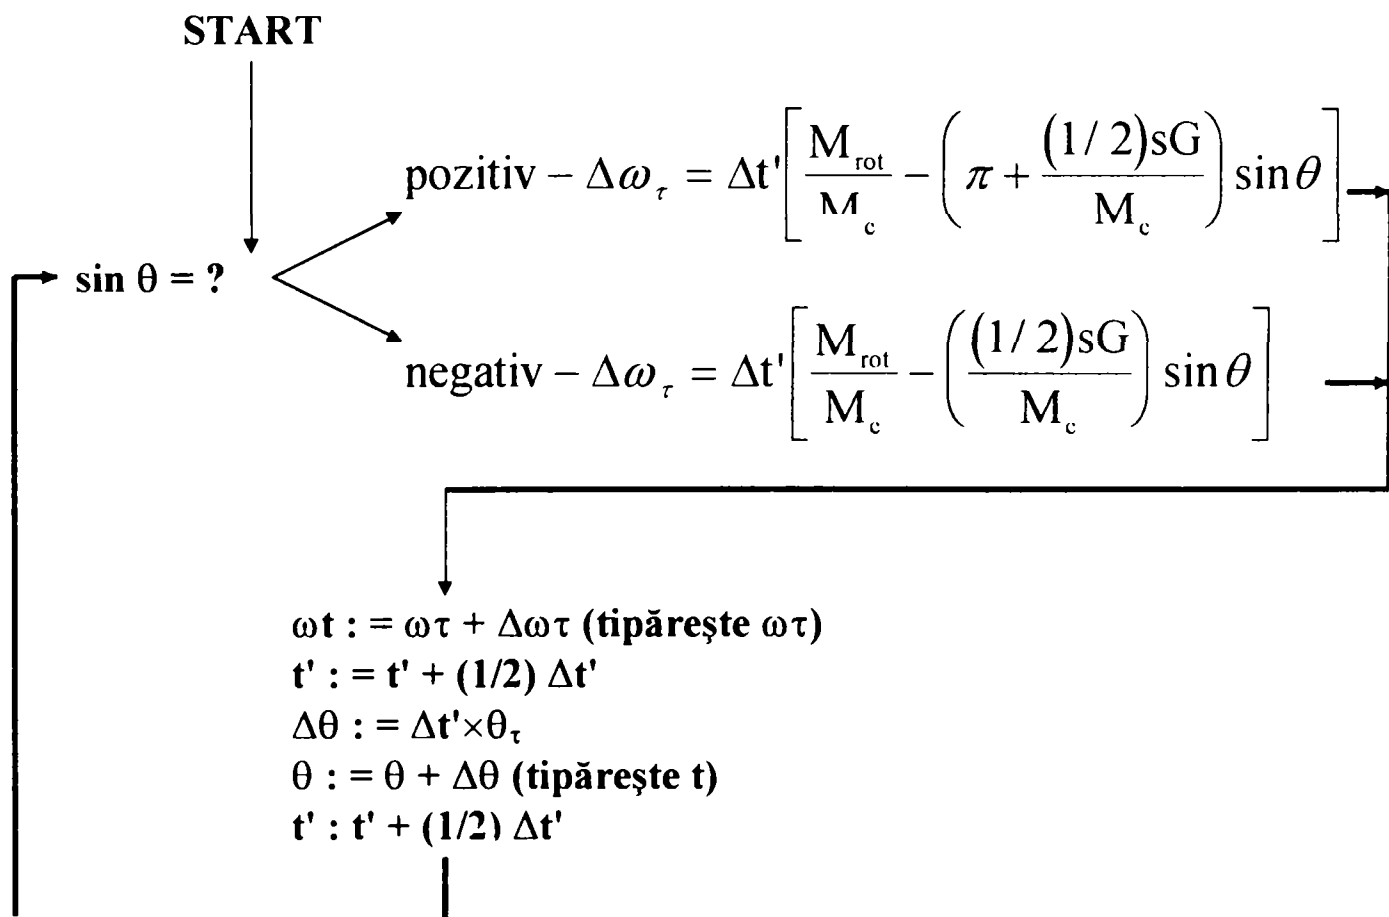 START
pozitiv – Δω_τ = Δt'[M_rot/M_c − (π + (1/2)sG/M_c) sin θ]
sin θ = ?
negativ – Δω_τ = Δt'[M_rot/M_c − ((1/2)sG/M_c) sin θ]
ωt : = ωτ + Δωτ (tipăreşte ωτ)
t' : = t' + (1/2) Δt'
Δθ : = Δt'×θ_τ
θ : = θ + Δθ (tipăreşte t)
t' : t' + (1/2) Δt'